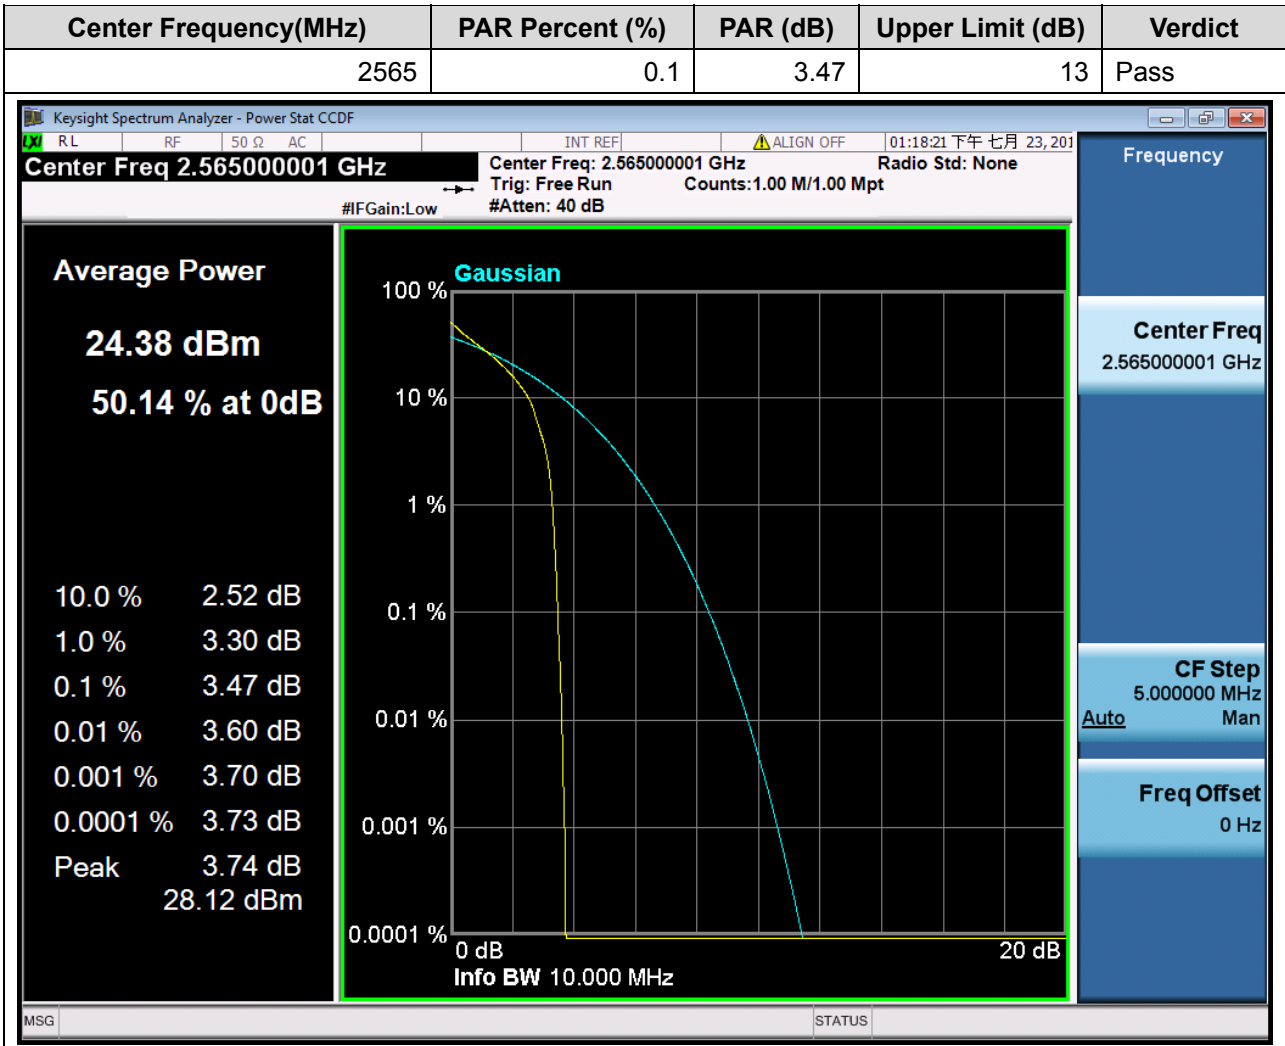 Center Frequency(MHz) PAR Percent (%) PAR (dB) Upper Limit (dB) Verdict
2565 0.1 3.47 13 Pass
Keysight Spectrum Analyzer - Power Stat CCDF
LXI RL RF 50 Ω AC INT REF ALIGN OFF 01:18:21 下午 七月 23, 201
Center Freq 2.565000001 GHz
Center Freq: 2.565000001 GHz Radio Std: None
Trig: Free Run Counts:1.00 M/1.00 Mpt
#IFGain:Low #Atten: 40 dB
Average Power
24.38 dBm
50.14 % at 0dB
10.0 % 2.52 dB
1.0 % 3.30 dB
0.1 % 3.47 dB
0.01 % 3.60 dB
0.001 % 3.70 dB
0.0001 % 3.73 dB
Peak 3.74 dB
28.12 dBm
Gaussian
100 %
10 %
1 %
0.1 %
0.01 %
0.001 %
0.0001 %
0 dB 20 dB
Info BW 10.000 MHz
Frequency
Center Freq
2.565000001 GHz
CF Step
5.000000 MHz
Auto Man
Freq Offset
0 Hz
MSG STATUS